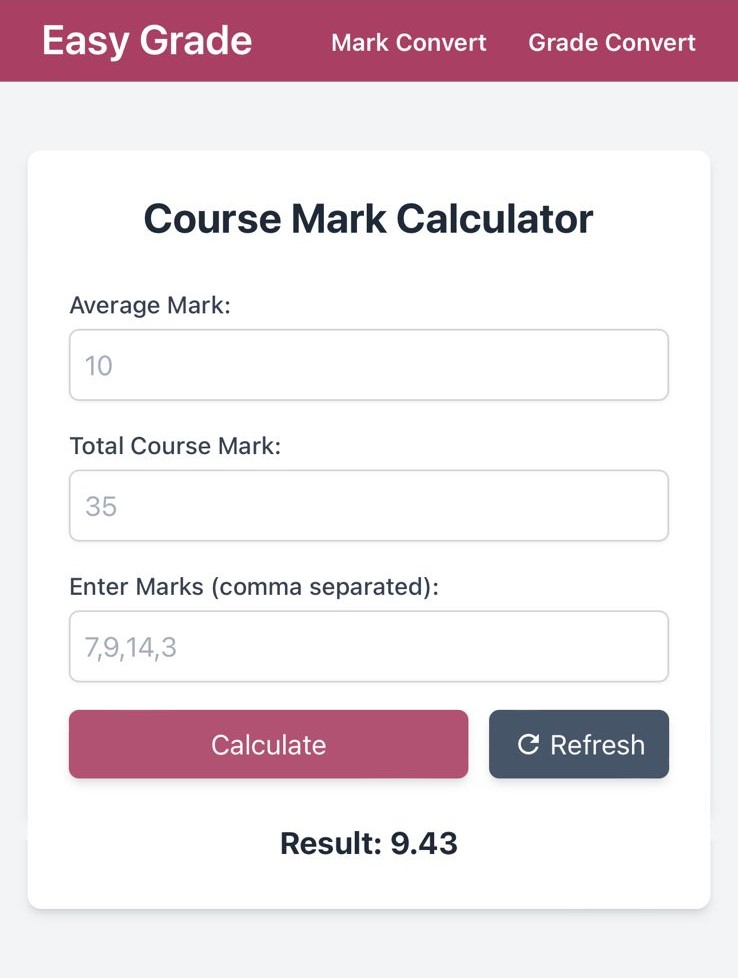 Easy Grade Mark Convert Grade Convert
Course Mark Calculator
Average Mark:
10
Total Course Mark:
35
Enter Marks (comma separated):
7,9,14,3
Calculate Refresh
Result: 9.43